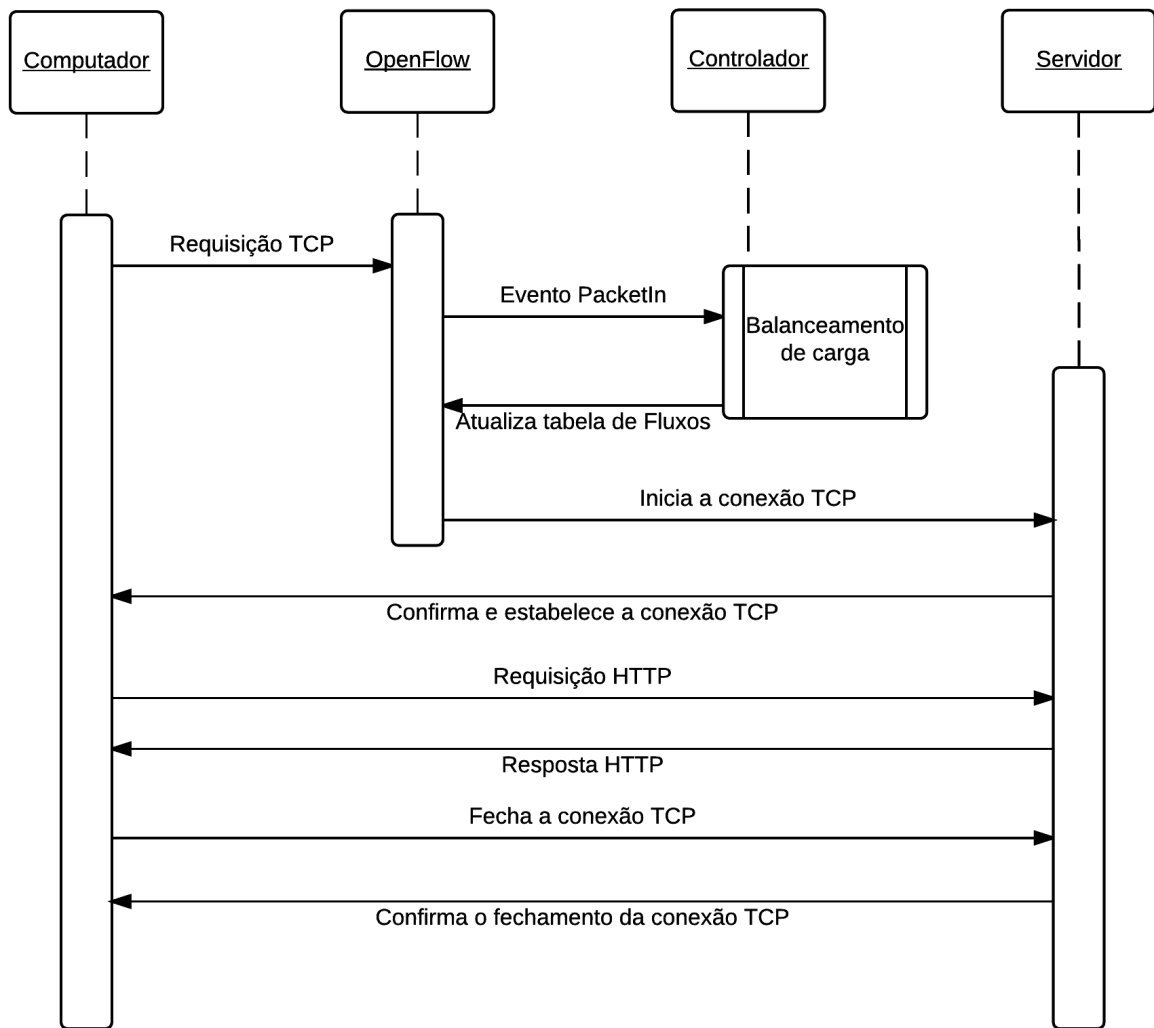 Computador
OpenFlow
Controlador
Servidor
Requisição TCP
Evento PacketIn
Balanceamento
de carga
Atualiza tabela de Fluxos
Inicia a conexão TCP
Confirma e estabelece a conexão TCP
Requisição HTTP
Resposta HTTP
Fecha a conexão TCP
Confirma o fechamento da conexão TCP